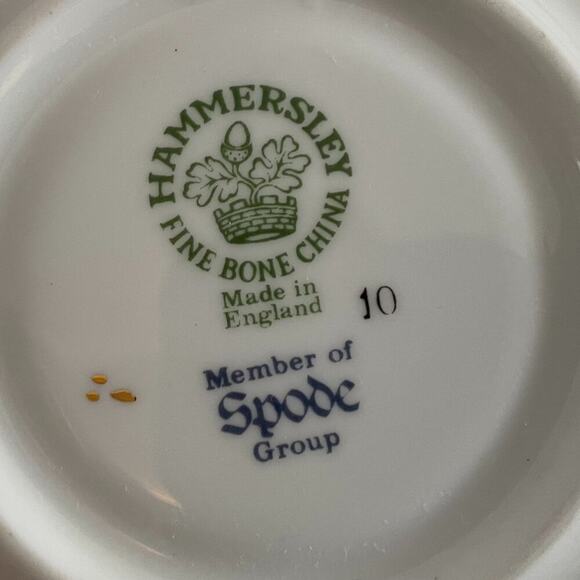 HAMMERSLEY
FINE BONE CHINA
Made in
England
10
Member of
Spode
Group